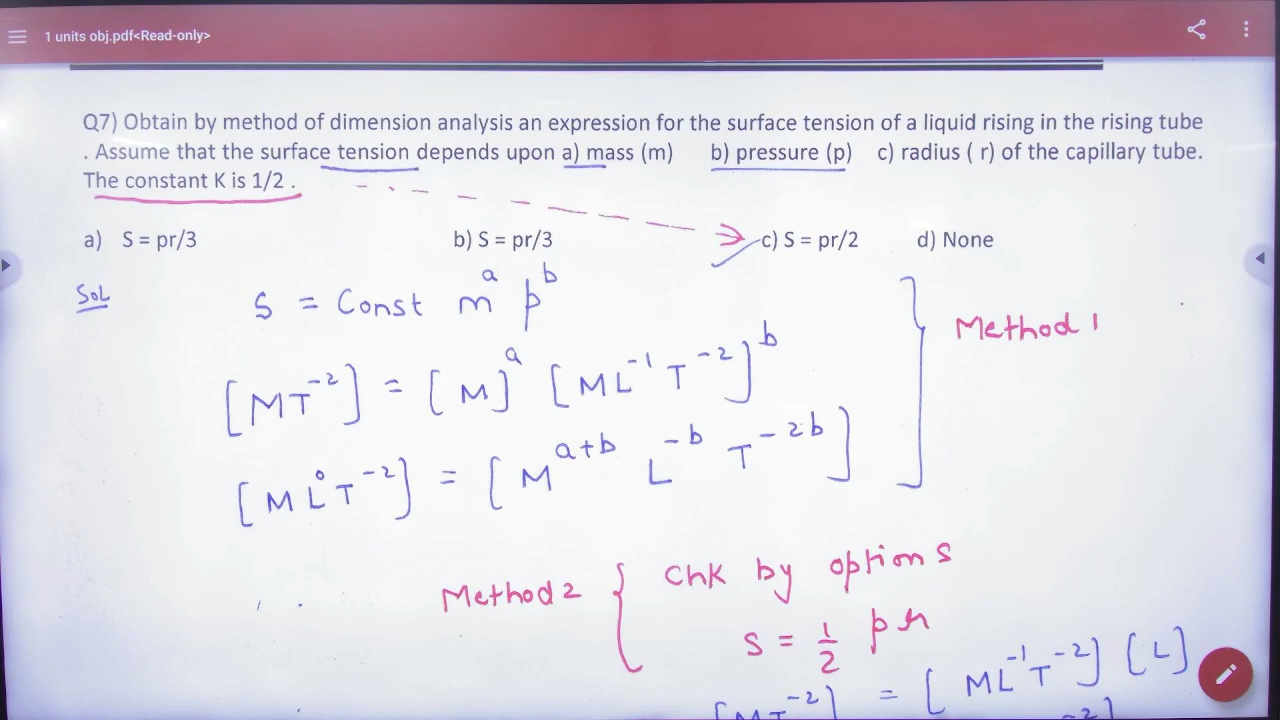 1 units obj.pdf<Read-only>
Q7) Obtain by method of dimension analysis an expression for the surface tension of a liquid rising in the rising tube
. Assume that the surface tension depends upon a) mass (m) b) pressure (p) c) radius ( r) of the capillary tube.
The constant K is 1/2 .
a) S = pr/3 b) S = pr/3 c) S = pr/2 d) None
Sol S = Const m^a p^b
Method 1
[MT^-2] = [M]^a [ML^-1 T^-2]^b
[M L^0 T^-2] = [M^a+b L^-b T^-2b]
Method 2 { Chk by options
S = 1/2 pr
[MT^-2] = [ML^-1 T^-2] [L]